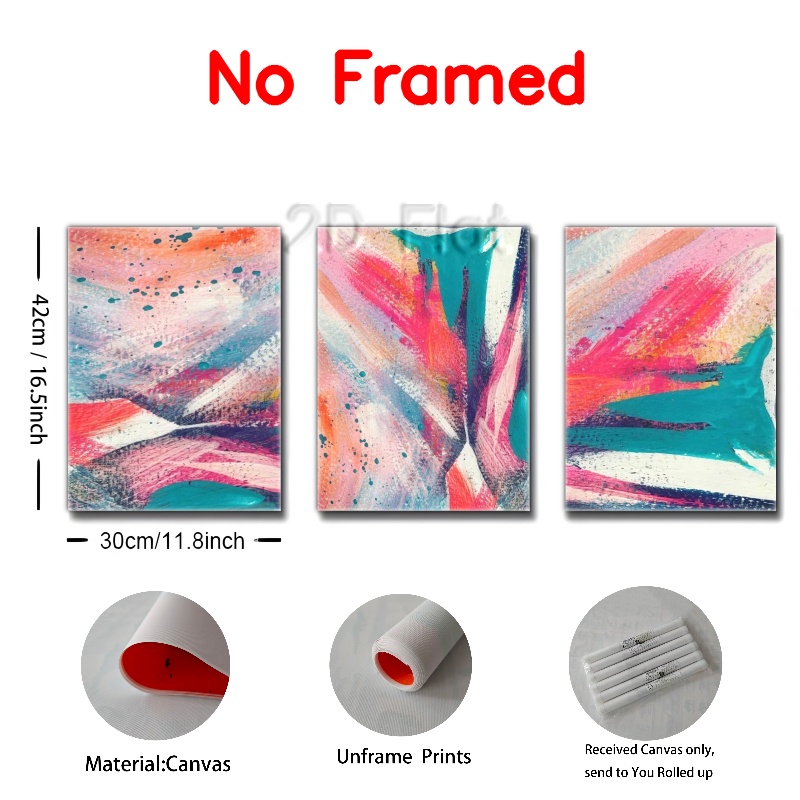 No Framed
2D Flat
42cm / 16.5inch
30cm/11.8inch
Material:Canvas
Unframe Prints
Received Canvas only,
send to You Rolled up